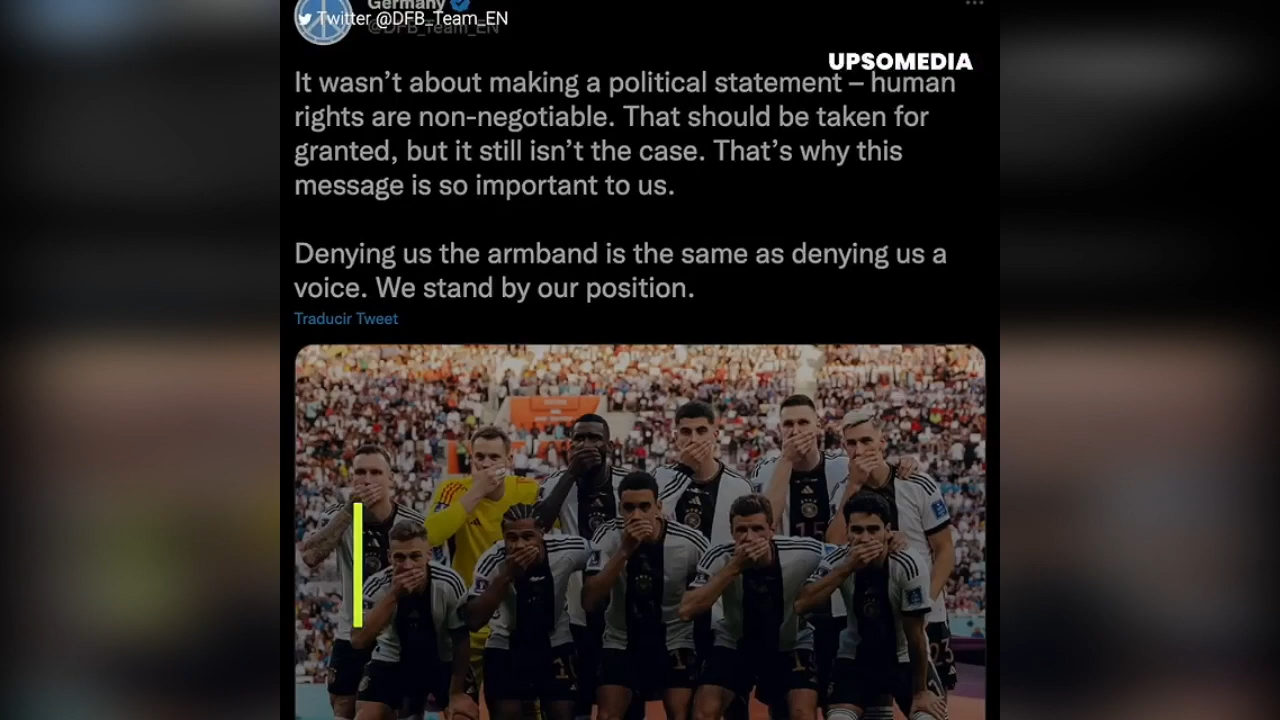 Germany
Twitter @DFB_Team_EN
@DFB_Team_EN
UPSOMEDIA
It wasn’t about making a political statement – human
rights are non-negotiable. That should be taken for
granted, but it still isn’t the case. That’s why this
message is so important to us.
Denying us the armband is the same as denying us a
voice. We stand by our position.
Traducir Tweet